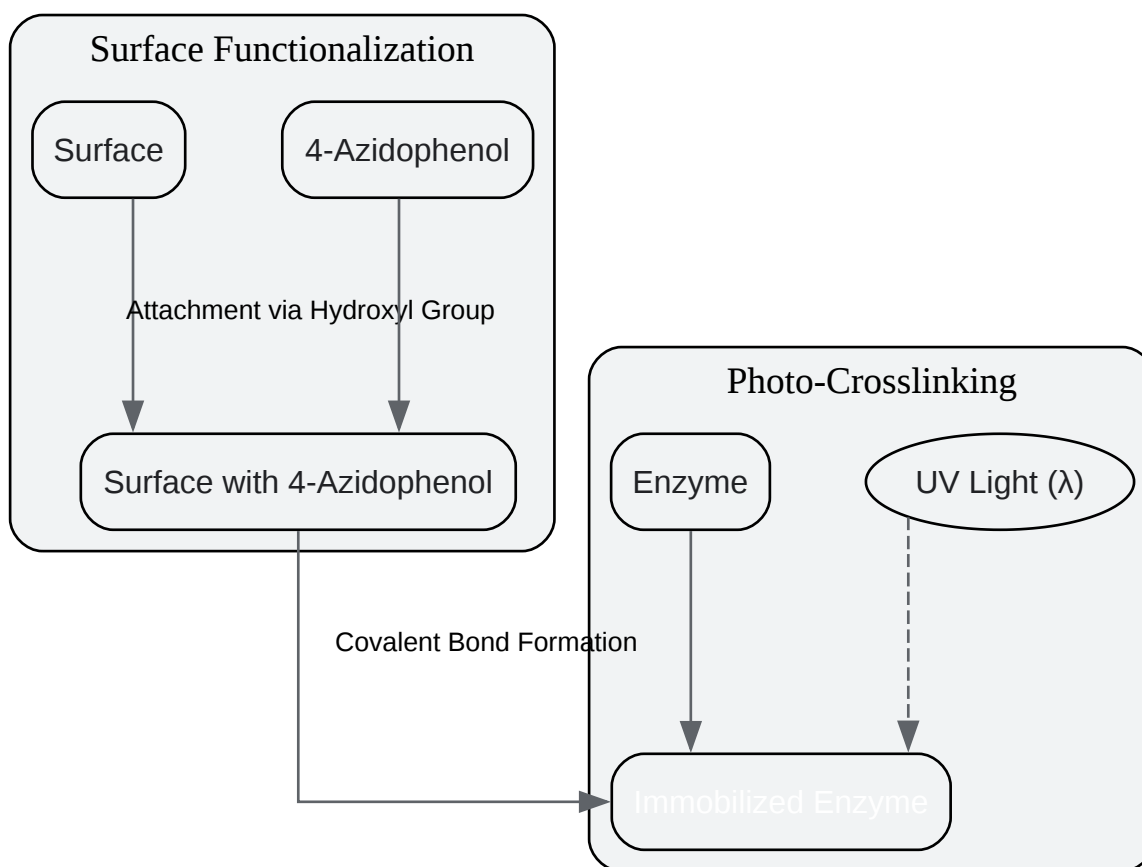 Surface Functionalization
Surface
4-Azidophenol
Attachment via Hydroxyl Group
Surface with 4-Azidophenol
Photo-Crosslinking
Enzyme
UV Light (λ)
Covalent Bond Formation
Immobilized Enzyme